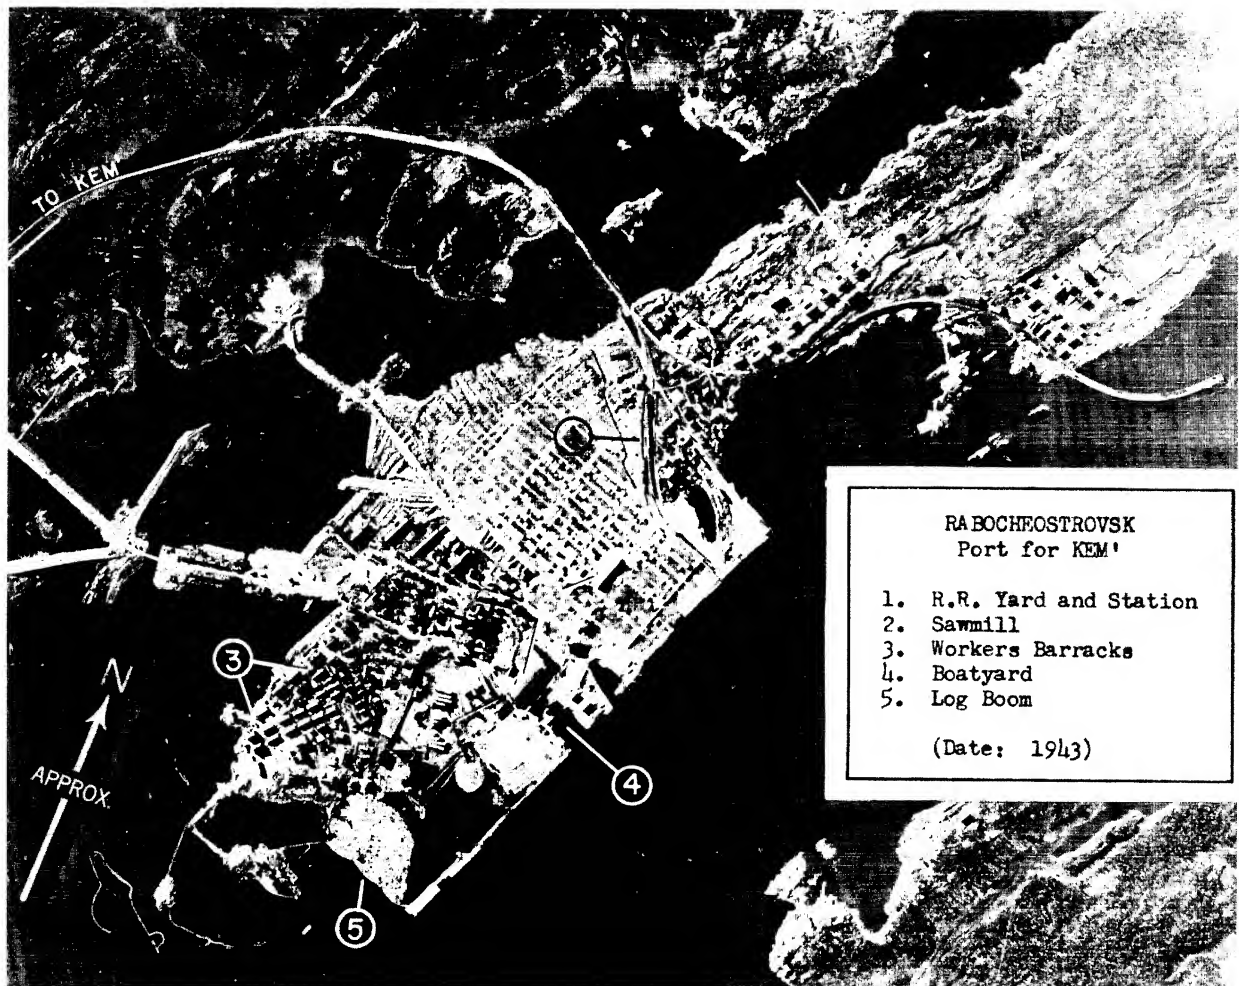 TO KEM
RABOCHEOSTROVSK
Port for KEM'
1. R.R. Yard and Station
2. Sawmill
3. Workers Barracks
4. Boatyard
5. Log Boom
(Date: 1943)
3
N
APPROX.
4
5